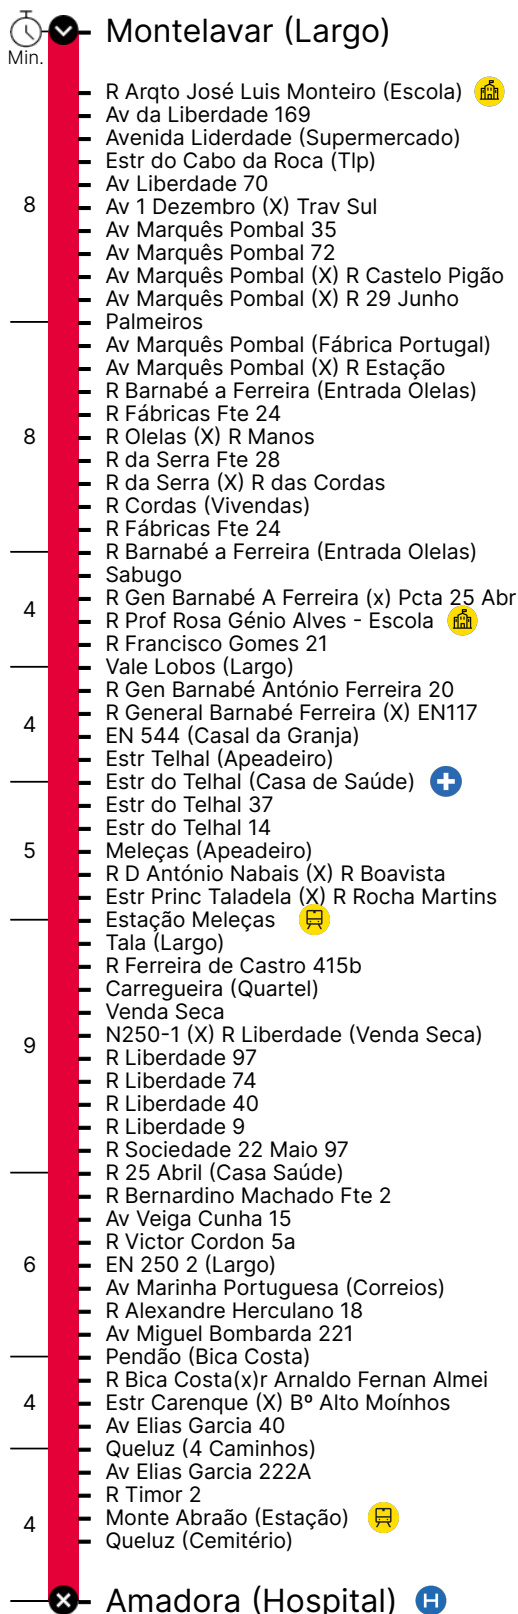 Montelavar (Largo)
Min.
R Arqto José Luis Monteiro (Escola)
Av da Liberdade 169
Avenida Liderdade (Supermercado)
Estr do Cabo da Roca (Tlp)
Av Liberdade 70
8
Av 1 Dezembro (X) Trav Sul
Av Marquês Pombal 35
Av Marquês Pombal 72
Av Marquês Pombal (X) R Castelo Pigão
Av Marquês Pombal (X) R 29 Junho
Palmeiros
Av Marquês Pombal (Fábrica Portugal)
Av Marquês Pombal (X) R Estação
R Barnabé a Ferreira (Entrada Olelas)
R Fábricas Fte 24
8
R Olelas (X) R Manos
R da Serra Fte 28
R da Serra (X) R das Cordas
R Cordas (Vivendas)
R Fábricas Fte 24
R Barnabé a Ferreira (Entrada Olelas)
Sabugo
R Gen Barnabé A Ferreira (x) Pcta 25 Abr
4
R Prof Rosa Génio Alves - Escola
R Francisco Gomes 21
Vale Lobos (Largo)
R Gen Barnabé António Ferreira 20
R General Barnabé Ferreira (X) EN117
4
EN 544 (Casal da Granja)
Estr Telhal (Apeadeiro)
Estr do Telhal (Casa de Saúde)
Estr do Telhal 37
Estr do Telhal 14
5
Meleças (Apeadeiro)
R D António Nabais (X) R Boavista
Estr Princ Taladela (X) R Rocha Martins
Estação Meleças
Tala (Largo)
R Ferreira de Castro 415b
Carregueira (Quartel)
Venda Seca
N250-1 (X) R Liberdade (Venda Seca)
9
R Liberdade 97
R Liberdade 74
R Liberdade 40
R Liberdade 9
R Sociedade 22 Maio 97
R 25 Abril (Casa Saúde)
R Bernardino Machado Fte 2
Av Veiga Cunha 15
R Victor Cordon 5a
6
EN 250 2 (Largo)
Av Marinha Portuguesa (Correios)
R Alexandre Herculano 18
Av Miguel Bombarda 221
Pendão (Bica Costa)
R Bica Costa(x)r Arnaldo Fernan Almei
4
Estr Carenque (X) Bº Alto Moínhos
Av Elias Garcia 40
Queluz (4 Caminhos)
Av Elias Garcia 222A
R Timor 2
4
Monte Abraão (Estação)
Queluz (Cemitério)
Amadora (Hospital) H